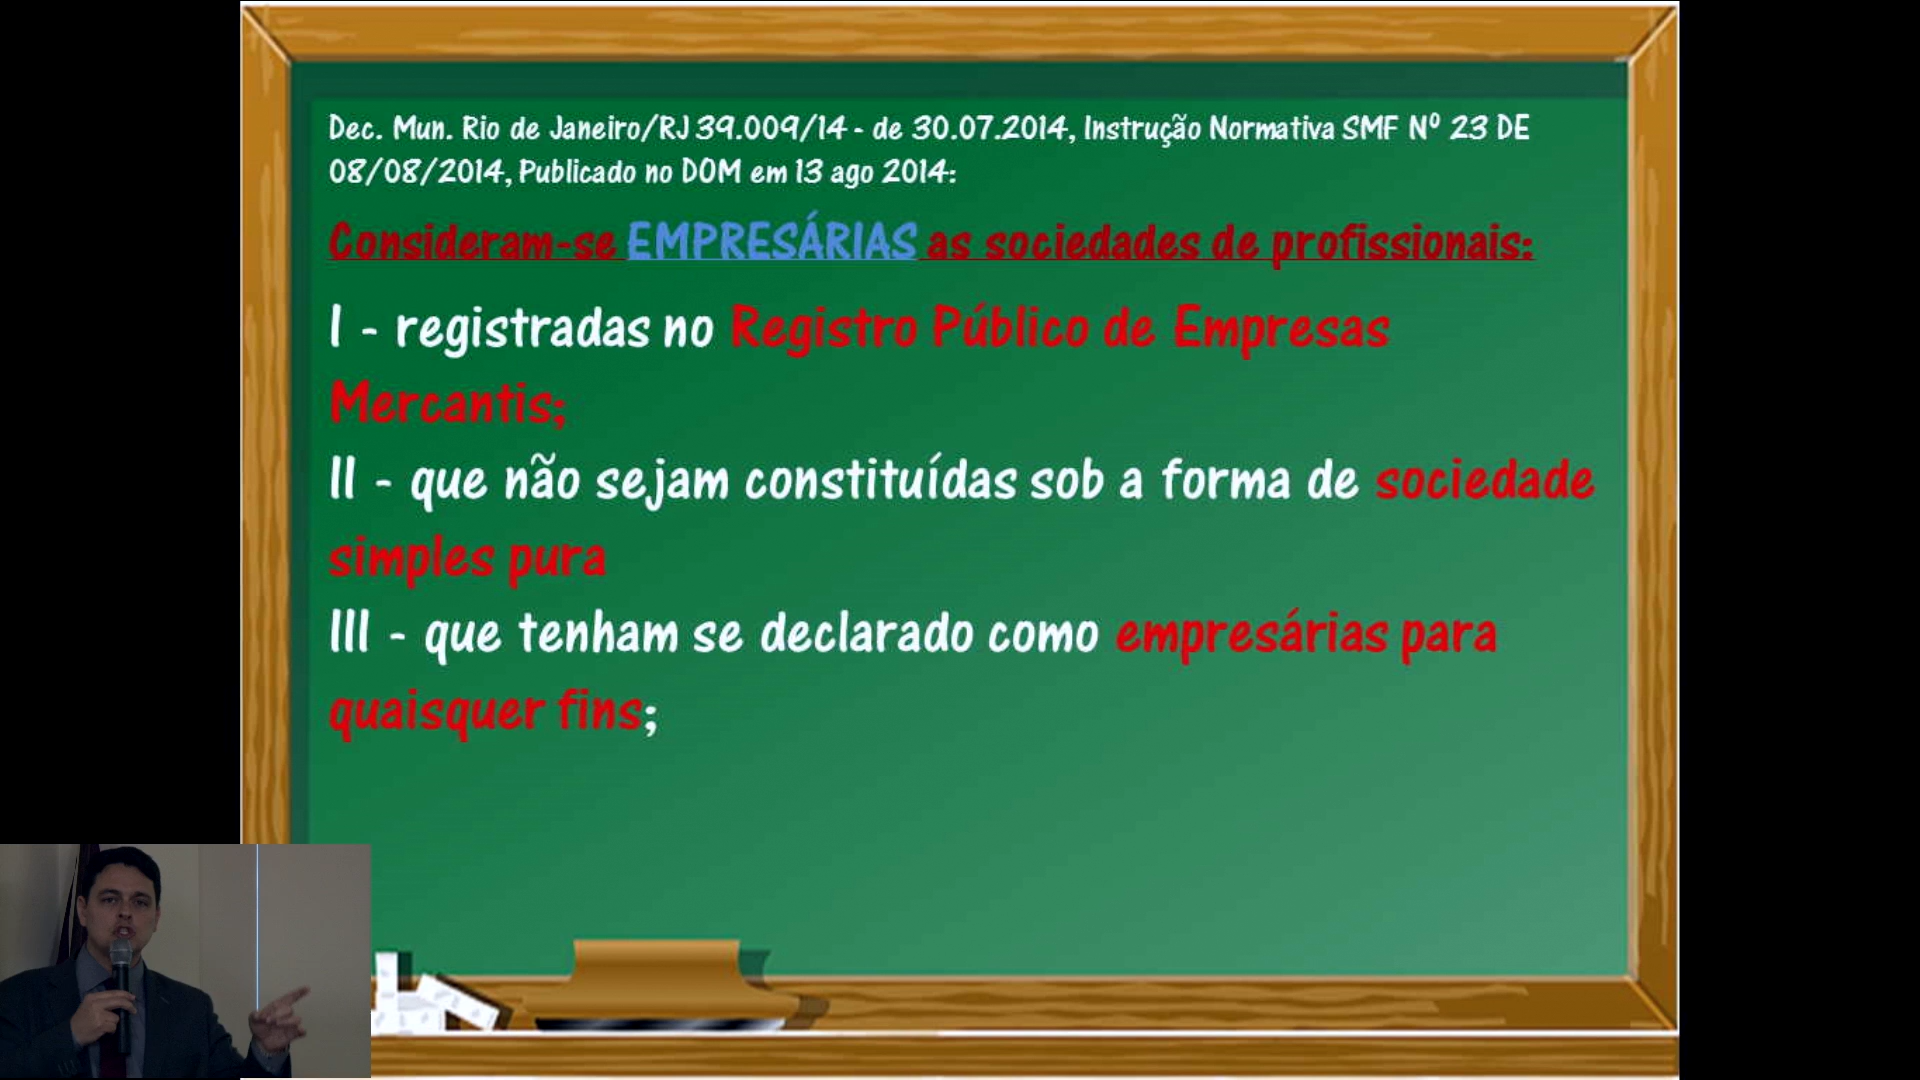 Dec. Mun. Rio de Janeiro/RJ 39.009/14 - de 30.07.2014, Instrução Normativa SMF Nº 23 DE
08/08/2014, Publicado no DOM em 13 ago 2014:
Consideram-se EMPRESÁRIAS as sociedades de profissionais:
I - registradas no Registro Público de Empresas
Mercantis;
II - que não sejam constituídas sob a forma de sociedade
simples pura
III - que tenham se declarado como empresárias para
quaisquer fins;